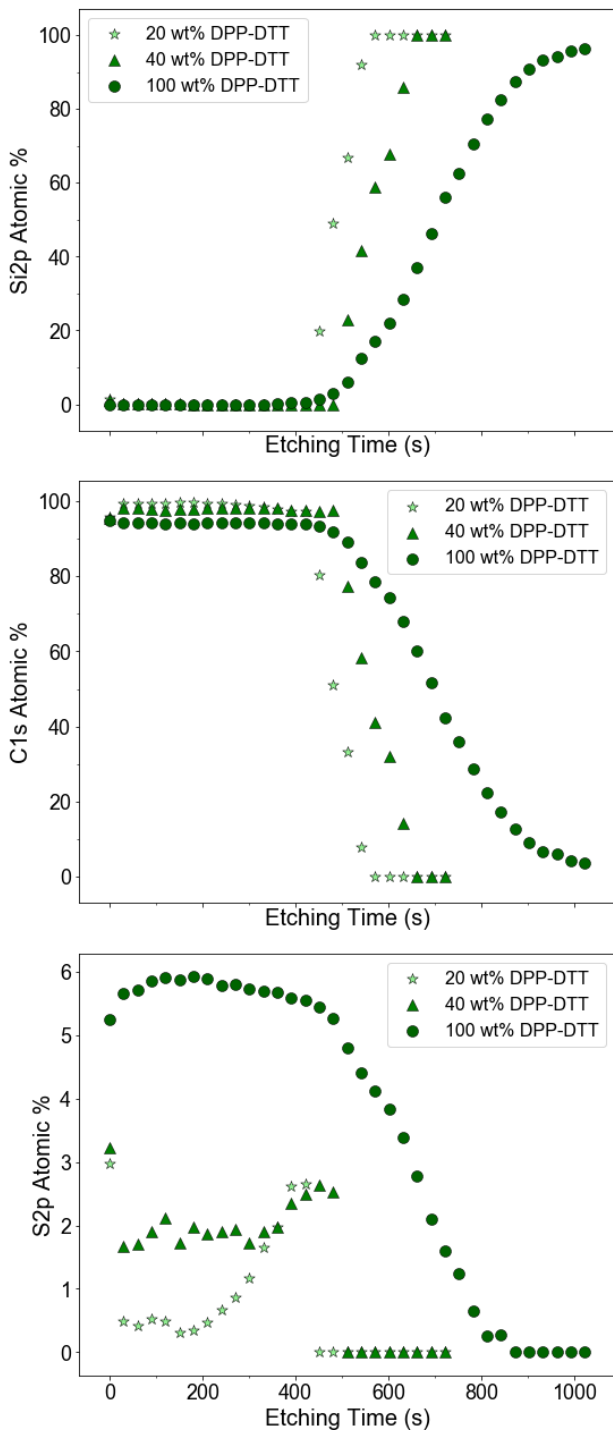 100
80
60
40
20
0
Si2p Atomic %
20 wt% DPP-DTT
40 wt% DPP-DTT
100 wt% DPP-DTT
Etching Time (s)
100
80
60
40
20
0
C1s Atomic %
20 wt% DPP-DTT
40 wt% DPP-DTT
100 wt% DPP-DTT
Etching Time (s)
6
5
4
3
2
1
0
S2p Atomic %
20 wt% DPP-DTT
40 wt% DPP-DTT
100 wt% DPP-DTT
0 200 400 600 800 1000
Etching Time (s)